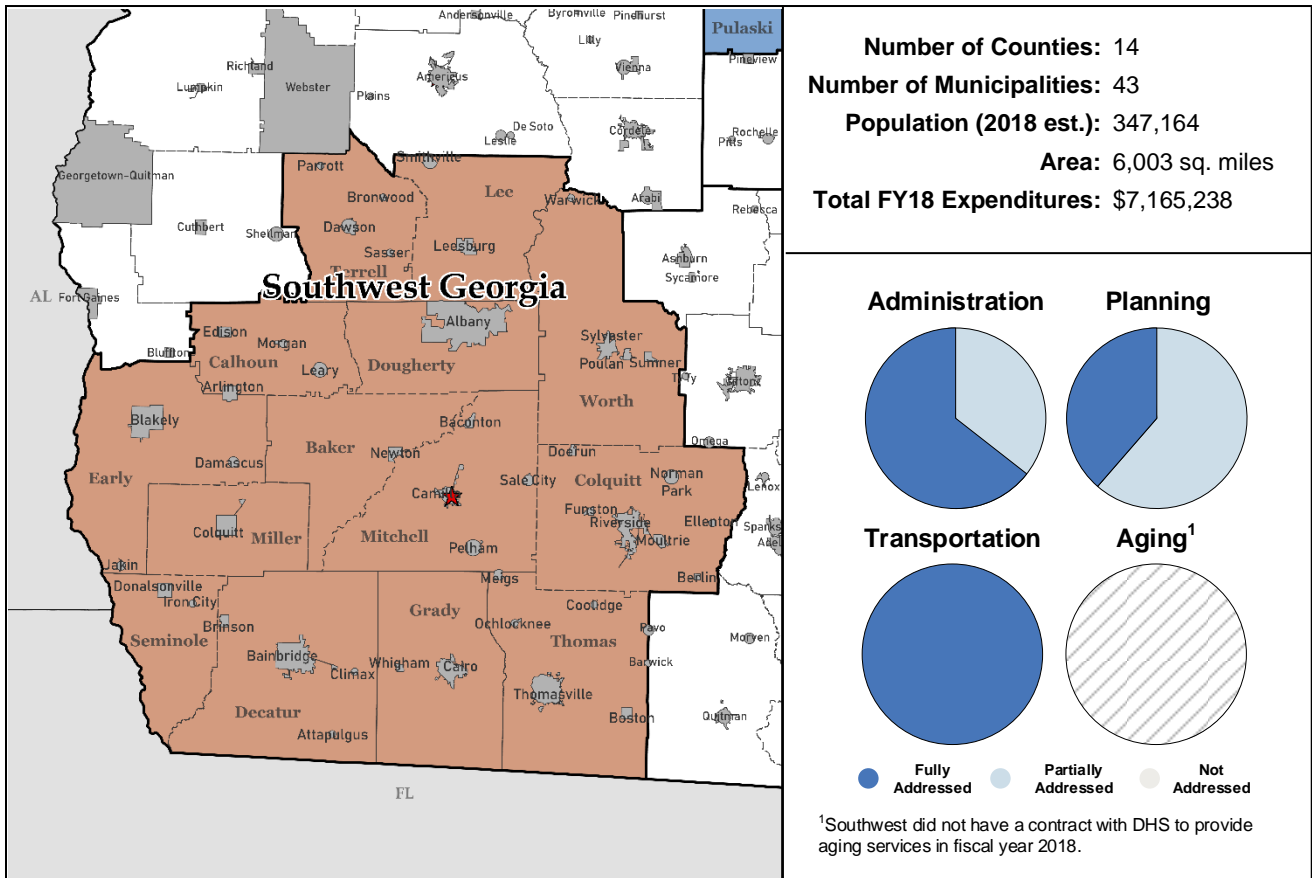 Andersonville
Byromville
Pinehurst
Pulaski
Lilly
Pineview
Richland
Vienna
Lumpkin
Webster
Americus
Plains
De Soto
Leslie
Cordele
Rochelle
Pitts
Georgetown-Quitman
Parrott
Smithville
Lee
Bronwood
Warwick
Arabi
Rebecca
Cuthbert
Shellman
Dawson
Leesburg
Sasser
Terrell
Ashburn
Sycamore
Southwest Georgia
AL
Fort Gaines
Albany
Edison
Morgan
Sylvester
Bluffton
Calhoun
Leary
Dougherty
Poulan
Sumner
Ty Ty
Tifton
Arlington
Worth
Blakely
Baconton
Baker
Newton
Omega
Doerun
Damascus
Early
Sale City
Colquitt
Norman
Park
Lenox
Camilla
Funston
Riverside
Ellenton
Sparks
Colquitt
Miller
Mitchell
Pelham
Moultrie
Adel
Jakin
Meigs
Berlin
Donalsonville
Iron City
Grady
Coolidge
Brinson
Ochlocknee
Seminole
Thomas
Pavo
Morven
Bainbridge
Climax
Whigham
Cairo
Barwick
Thomasville
Decatur
Boston
Quitman
Attapulgus
FL
Number of Counties: 14
Number of Municipalities: 43
Population (2018 est.): 347,164
Area: 6,003 sq. miles
Total FY18 Expenditures: $7,165,238
Administration
Planning
Transportation
Aging¹
Fully
Addressed
Partially
Addressed
Not
Addressed
¹Southwest did not have a contract with DHS to provide
aging services in fiscal year 2018.